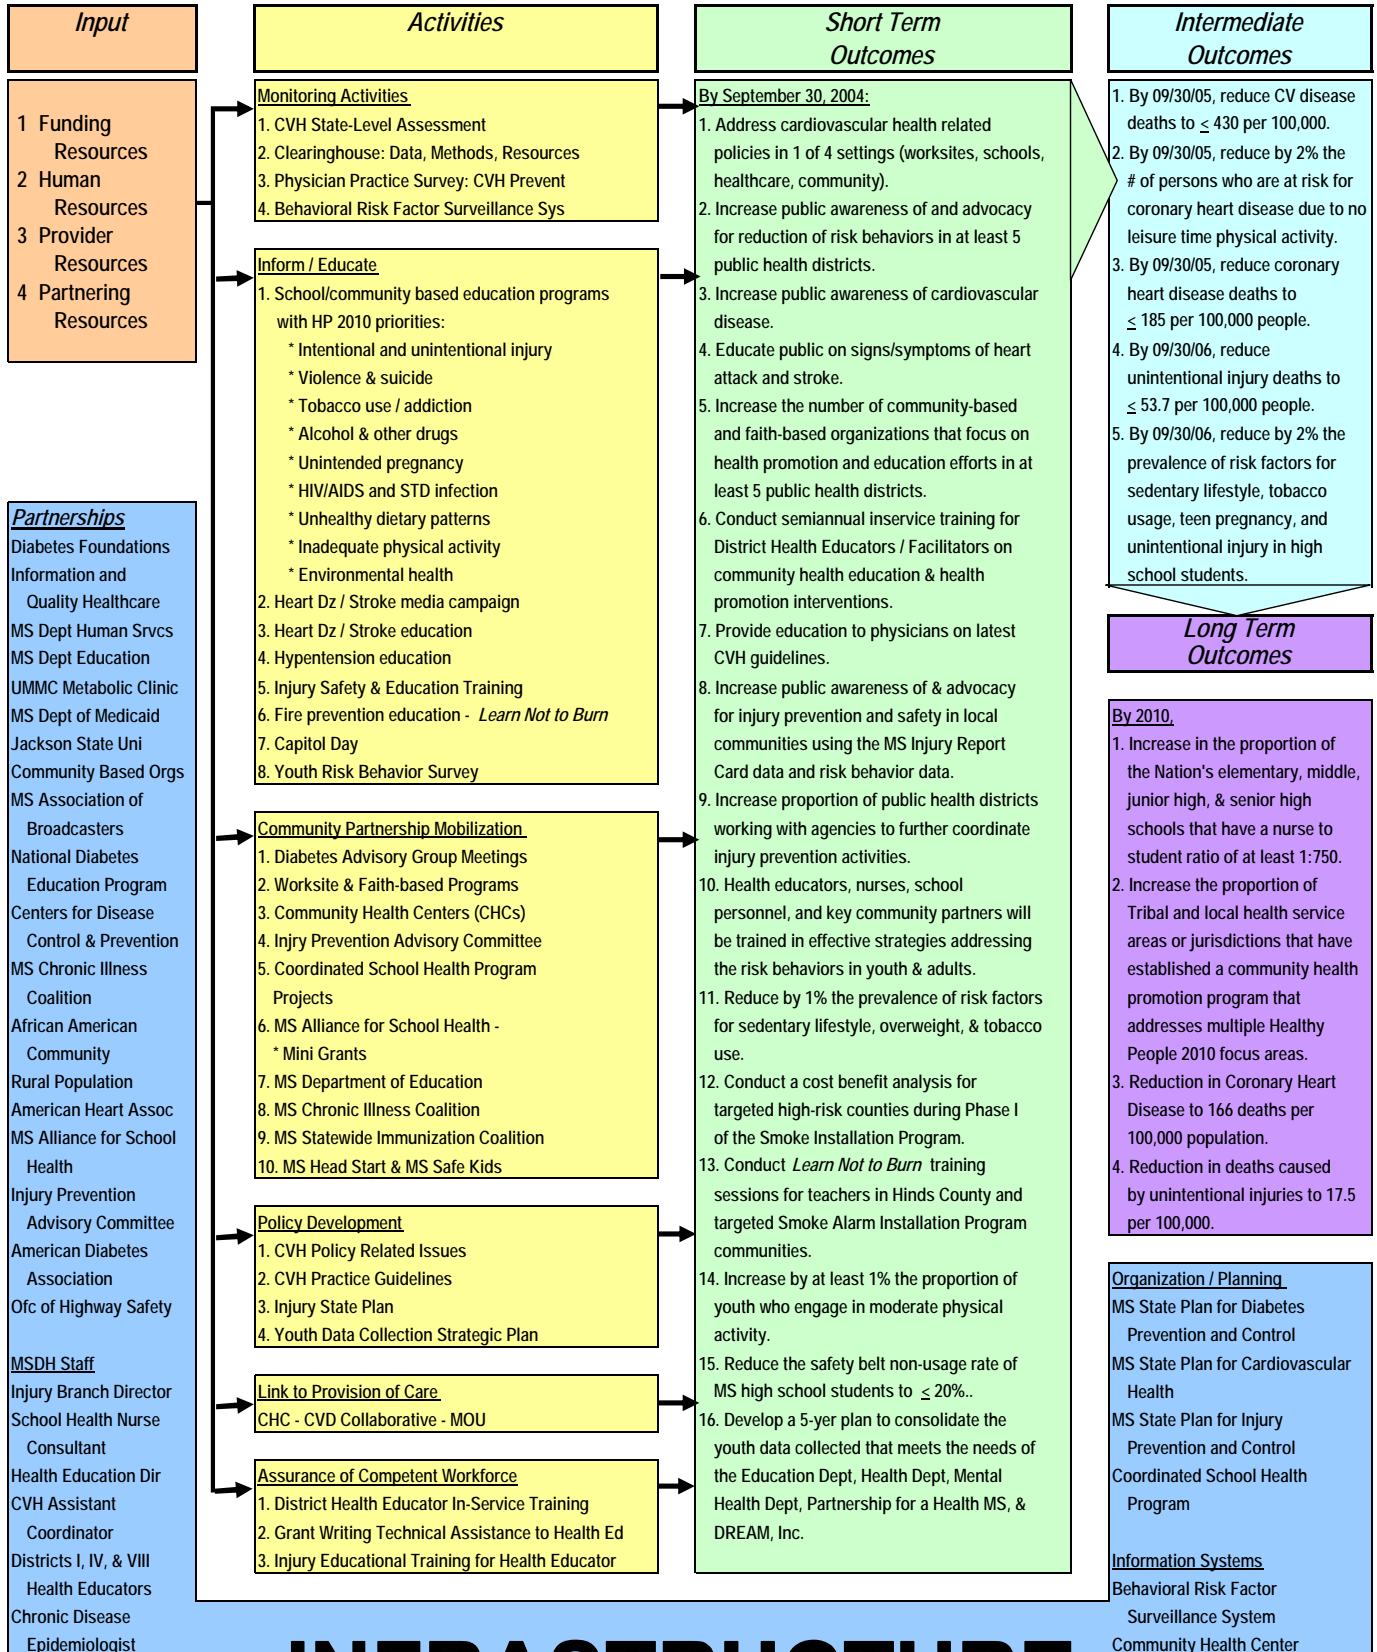 Input
Activities
Short Term
Outcomes
Intermediate
Outcomes
1 Funding
Resources
2 Human
Resources
3 Provider
Resources
4 Partnering
Resources
Partnerships
Diabetes Foundations
Information and
Quality Healthcare
MS Dept Human Srvcs
MS Dept Education
UMMC Metabolic Clinic
MS Dept of Medicaid
Jackson State Uni
Community Based Orgs
MS Association of
Broadcasters
National Diabetes
Education Program
Centers for Disease
Control & Prevention
MS Chronic Illness
Coalition
African American
Community
Rural Population
American Heart Assoc
MS Alliance for School
Health
Injury Prevention
Advisory Committee
American Diabetes
Association
Ofc of Highway Safety
MSDH Staff
Injury Branch Director
School Health Nurse
Consultant
Health Education Dir
CVH Assistant
Coordinator
Districts I, IV, & VIII
Health Educators
Chronic Disease
Epidemiologist
Monitoring Activities
1. CVH State-Level Assessment
2. Clearinghouse: Data, Methods, Resources
3. Physician Practice Survey: CVH Prevent
4. Behavioral Risk Factor Surveillance Sys
Inform / Educate
1. School/community based education programs
with HP 2010 priorities:
* Intentional and unintentional injury
* Violence & suicide
* Tobacco use / addiction
* Alcohol & other drugs
* Unintended pregnancy
* HIV/AIDS and STD infection
* Unhealthy dietary patterns
* Inadequate physical activity
* Environmental health
2. Heart Dz / Stroke media campaign
3. Heart Dz / Stroke education
4. Hypentension education
5. Injury Safety & Education Training
6. Fire prevention education - Learn Not to Burn
7. Capitol Day
8. Youth Risk Behavior Survey
Community Partnership Mobilization
1. Diabetes Advisory Group Meetings
2. Worksite & Faith-based Programs
3. Community Health Centers (CHCs)
4. Injry Prevention Advisory Committee
5. Coordinated School Health Program
Projects
6. MS Alliance for School Health -
* Mini Grants
7. MS Department of Education
8. MS Chronic Illness Coalition
9. MS Statewide Immunization Coalition
10. MS Head Start & MS Safe Kids
Policy Development
1. CVH Policy Related Issues
2. CVH Practice Guidelines
3. Injury State Plan
4. Youth Data Collection Strategic Plan
Link to Provision of Care
CHC - CVD Collaborative - MOU
Assurance of Competent Workforce
1. District Health Educator In-Service Training
2. Grant Writing Technical Assistance to Health Ed
3. Injury Educational Training for Health Educator
By September 30, 2004:
1. Address cardiovascular health related
policies in 1 of 4 settings (worksites, schools,
healthcare, community).
2. Increase public awareness of and advocacy
for reduction of risk behaviors in at least 5
public health districts.
3. Increase public awareness of cardiovascular
disease.
4. Educate public on signs/symptoms of heart
attack and stroke.
5. Increase the number of community-based
and faith-based organizations that focus on
health promotion and education efforts in at
least 5 public health districts.
6. Conduct semiannual inservice training for
District Health Educators / Facilitators on
community health education & health
promotion interventions.
7. Provide education to physicians on latest
CVH guidelines.
8. Increase public awareness of & advocacy
for injury prevention and safety in local
communities using the MS Injury Report
Card data and risk behavior data.
9. Increase proportion of public health districts
working with agencies to further coordinate
injury prevention activities.
10. Health educators, nurses, school
personnel, and key community partners will
be trained in effective strategies addressing
the risk behaviors in youth & adults.
11. Reduce by 1% the prevalence of risk factors
for sedentary lifestyle, overweight, & tobacco
use.
12. Conduct a cost benefit analysis for
targeted high-risk counties during Phase I
of the Smoke Installation Program.
13. Conduct Learn Not to Burn training
sessions for teachers in Hinds County and
targeted Smoke Alarm Installation Program
communities.
14. Increase by at least 1% the proportion of
youth who engage in moderate physical
activity.
15. Reduce the safety belt non-usage rate of
MS high school students to ≤ 20%..
16. Develop a 5-yer plan to consolidate the
youth data collected that meets the needs of
the Education Dept, Health Dept, Mental
Health Dept, Partnership for a Health MS, &
DREAM, Inc.
1. By 09/30/05, reduce CV disease
deaths to ≤ 430 per 100,000.
2. By 09/30/05, reduce by 2% the
# of persons who are at risk for
coronary heart disease due to no
leisure time physical activity.
3. By 09/30/05, reduce coronary
heart disease deaths to
≤ 185 per 100,000 people.
4. By 09/30/06, reduce
unintentional injury deaths to
≤ 53.7 per 100,000 people.
5. By 09/30/06, reduce by 2% the
prevalence of risk factors for
sedentary lifestyle, tobacco
usage, teen pregnancy, and
unintentional injury in high
school students.
Long Term
Outcomes
By 2010,
1. Increase in the proportion of
the Nation's elementary, middle,
junior high, & senior high
schools that have a nurse to
student ratio of at least 1:750.
2. Increase the proportion of
Tribal and local health service
areas or jurisdictions that have
established a community health
promotion program that
addresses multiple Healthy
People 2010 focus areas.
3. Reduction in Coronary Heart
Disease to 166 deaths per
100,000 population.
4. Reduction in deaths caused
by unintentional injuries to 17.5
per 100,000.
Organization / Planning
MS State Plan for Diabetes
Prevention and Control
MS State Plan for Cardiovascular
Health
MS State Plan for Injury
Prevention and Control
Coordinated School Health
Program
Information Systems
Behavioral Risk Factor
Surveillance System
Community Health Center
INFRASTRUCTURE